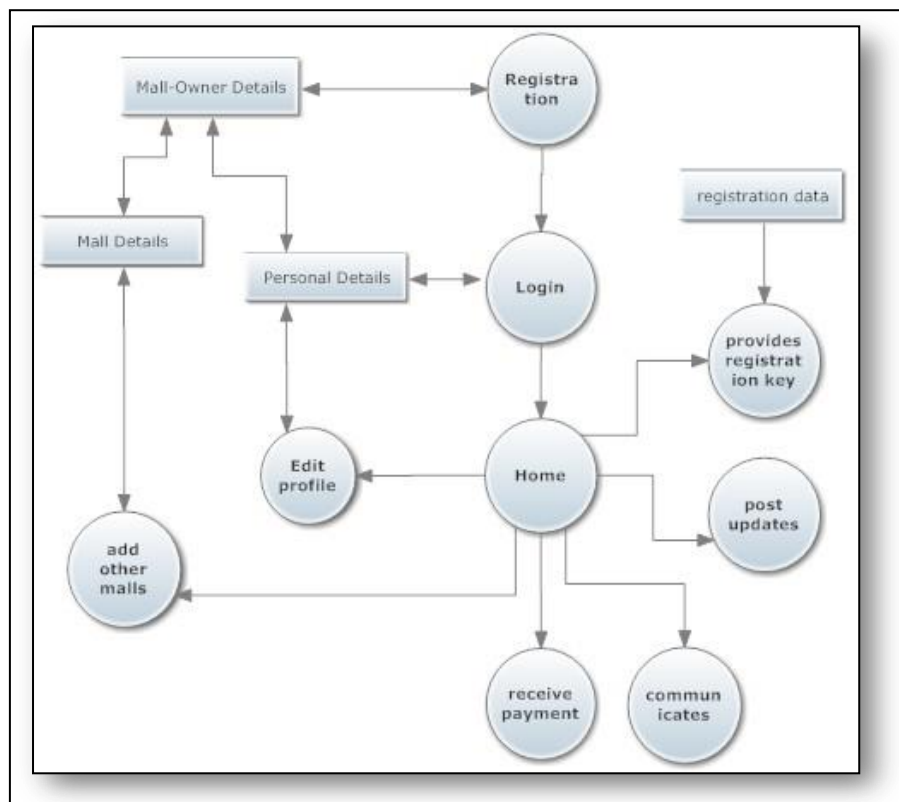 Mall-Owner Details
Registra
tion
registration data
Mall Details
Personal Details
Login
provides
registrat
ion key
Edit
profile
Home
post
updates
add
other
malls
receive
payment
commun
icates